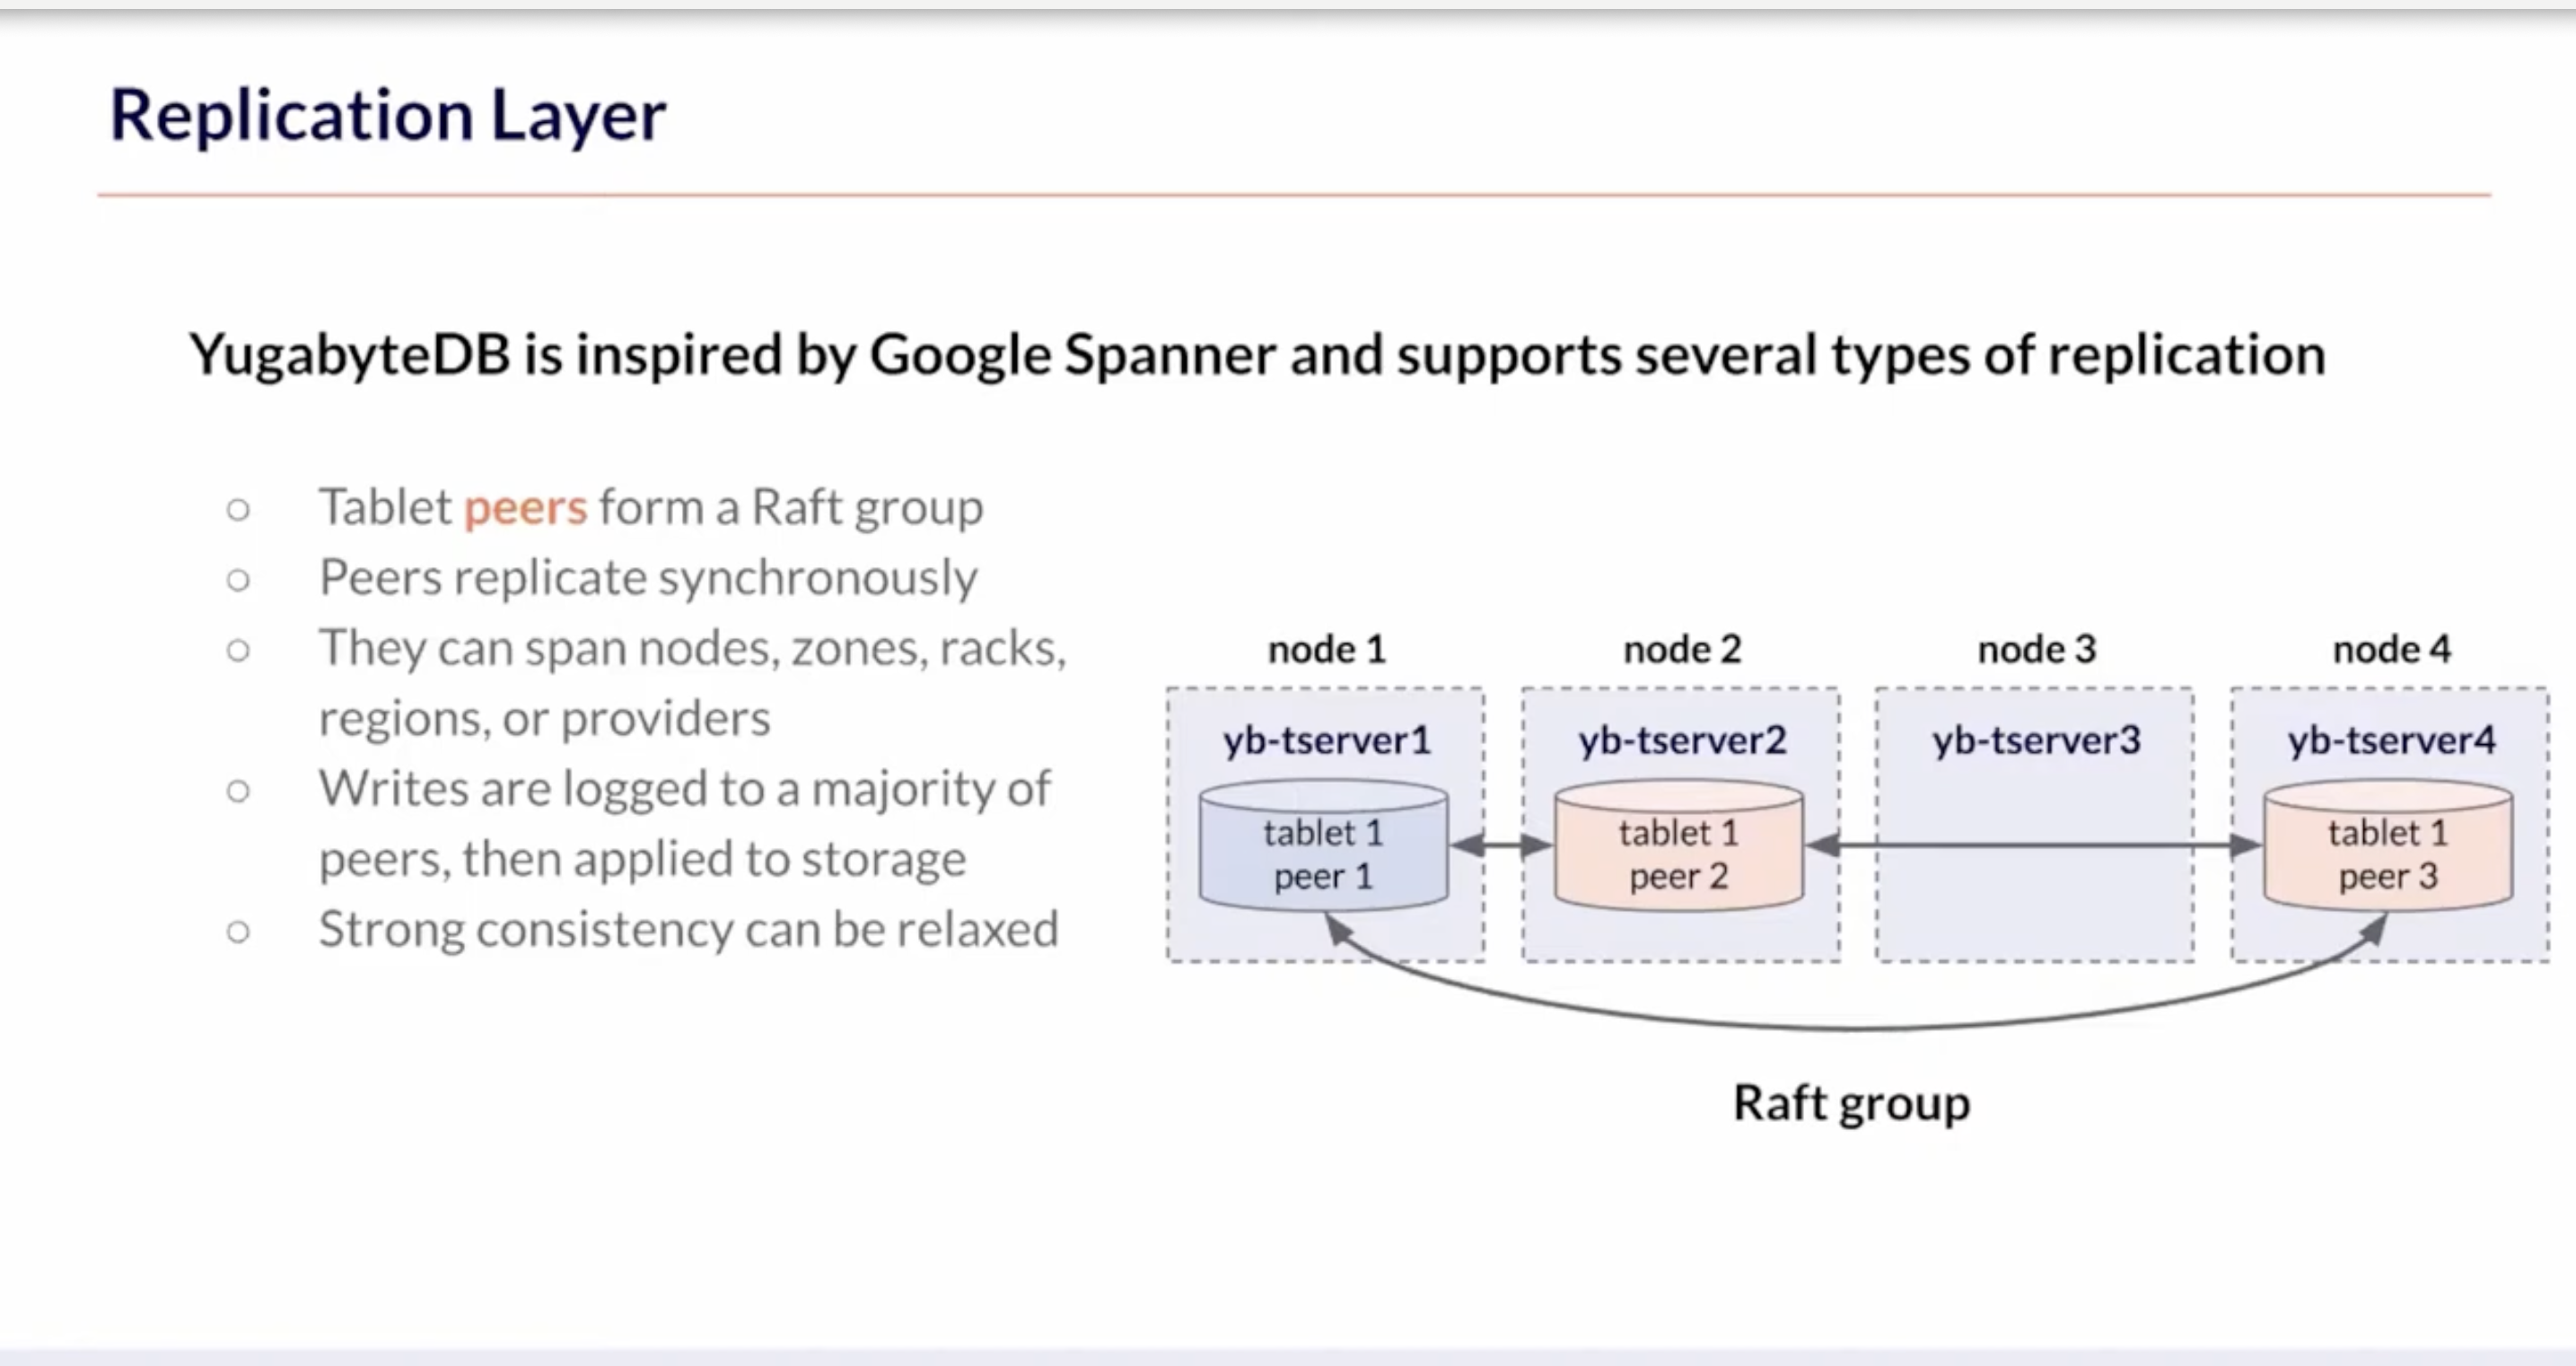 Replication Layer
YugabyteDB is inspired by Google Spanner and supports several types of replication
Tablet peers form a Raft group
Peers replicate synchronously
They can span nodes, zones, racks,
regions, or providers
Writes are logged to a majority of
peers, then applied to storage
Strong consistency can be relaxed
node 1
node 2
node 3
node 4
yb-tserver1
yb-tserver2
yb-tserver3
yb-tserver4
tablet 1
peer 1
tablet 1
peer 2
tablet 1
peer 3
Raft group